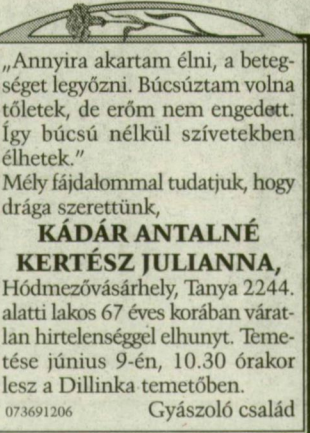 „Annyira akartam élni, a beteg-
séget legyőzni. Búcsúztam volna
tőletek, de erőm nem engedett.
Így búcsú nélkül szívetekben
élhetek.”
Mély fájdalommal tudatjuk, hogy
drága szerettünk,
KÁDÁR ANTALNÉ
KERTÉSZ JULIANNA,
Hódmezővásárhely, Tanya 2244.
alatti lakos 67 éves korában várat-
lan hirtelenséggel elhunyt. Teme-
tése június 9-én, 10.30 órakor
lesz a Dillinka temetőben.
073691206 Gyászoló család